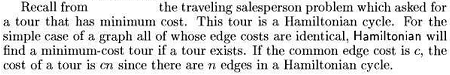 Recall from the traveling salesperson problem which asked for
a tour that has minimum cost. This tour is a Hamiltonian cycle. For the
simple case of a graph all of whose edge costs are identical, Hamiltonian will
find a minimum-cost tour if a tour exists. If the common edge cost is c, the
cost of a tour is cn since there are n edges in a Hamiltonian cycle.